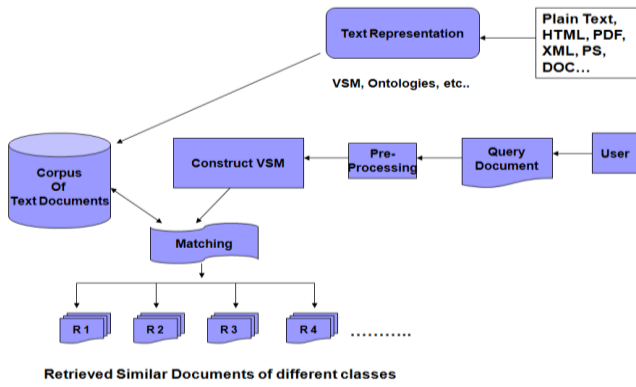 Plain Text,
HTML, PDF,
XML, PS,
DOC...
Text Representation
VSM, Ontologies, etc..
Corpus
Of
Text Documents
Construct VSM
Pre-
Processing
Query
Document
User
Matching
R 1
R 2
R 3
R 4
...........
Retrieved Similar Documents of different classes